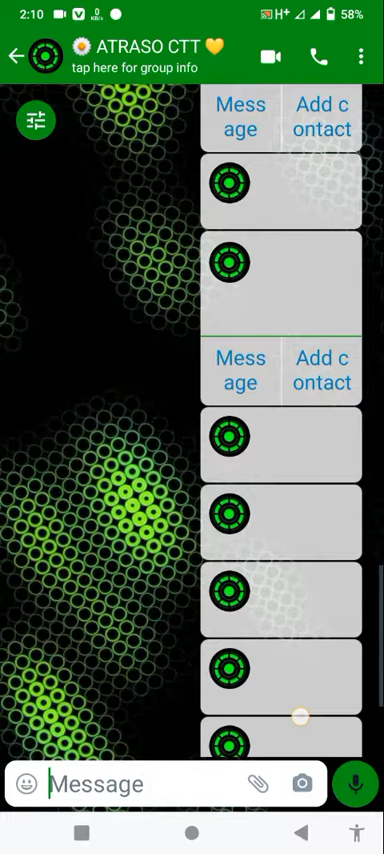 2:10 0 KB/s H+ 58%
🌼 ATRASO CTT 💛
tap here for group info
Mess
age
Add c
ontact
Mess
age
Add c
ontact
Message